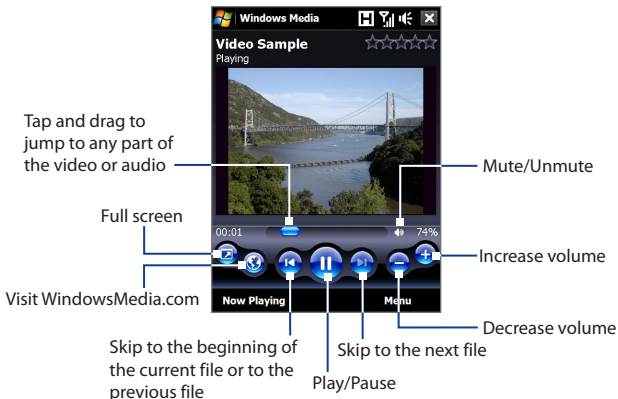 Windows Media
Video Sample
Playing
Tap and drag to
jump to any part of
the video or audio
Mute/Unmute
Full screen
00:01
74%
Increase volume
Visit WindowsMedia.com
Now Playing
Menu
Decrease volume
Skip to the beginning of
the current file or to the
previous file
Skip to the next file
Play/Pause